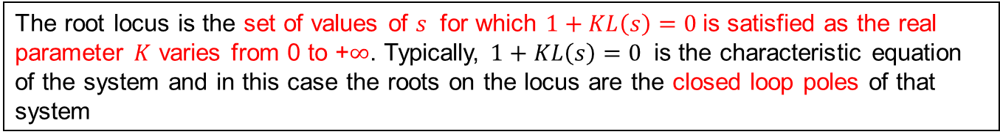 The root locus is the set of values of s for which 1 + KL(s) = 0 is satisfied as the real
parameter K varies from 0 to +∞. Typically, 1 + KL(s) = 0 is the characteristic equation
of the system and in this case the roots on the locus are the closed loop poles of that
system